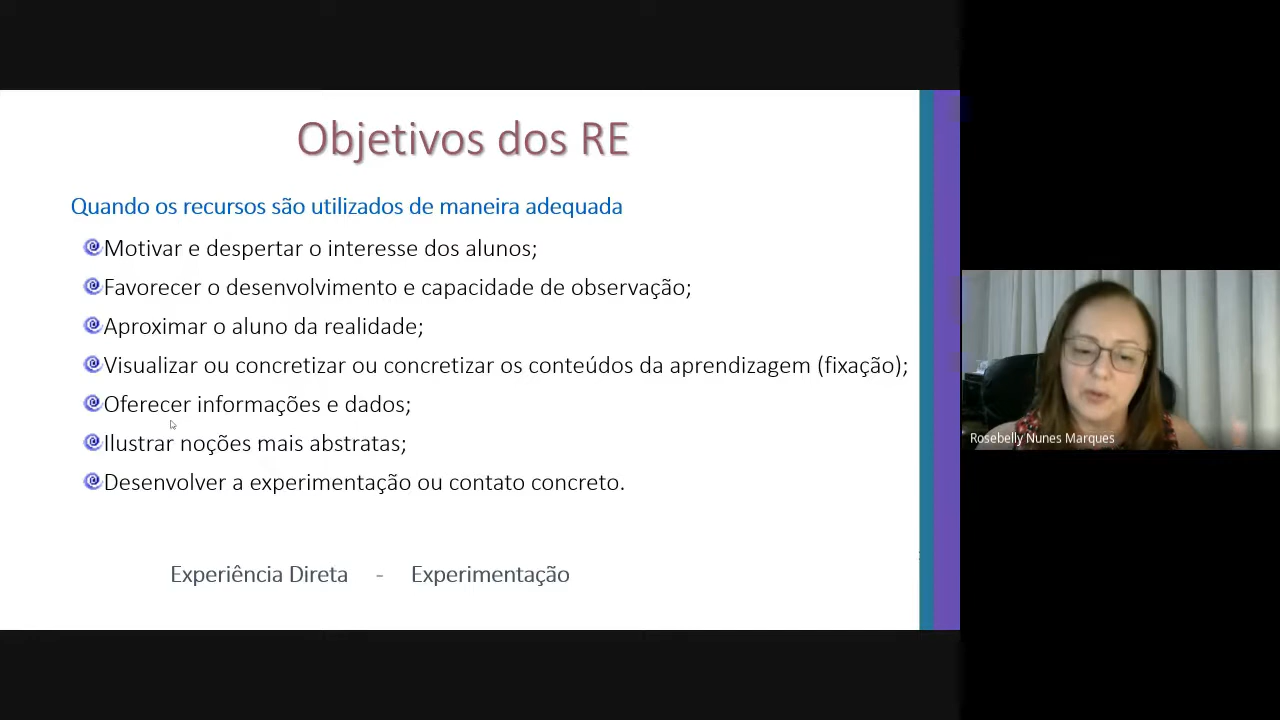 Objetivos dos RE
Quando os recursos são utilizados de maneira adequada
Motivar e despertar o interesse dos alunos;
Favorecer o desenvolvimento e capacidade de observação;
Aproximar o aluno da realidade;
Visualizar ou concretizar ou concretizar os conteúdos da aprendizagem (fixação);
Oferecer informações e dados;
Ilustrar noções mais abstratas;
Desenvolver a experimentação ou contato concreto.
Experiência Direta - Experimentação
Rosebelly Nunes Marques